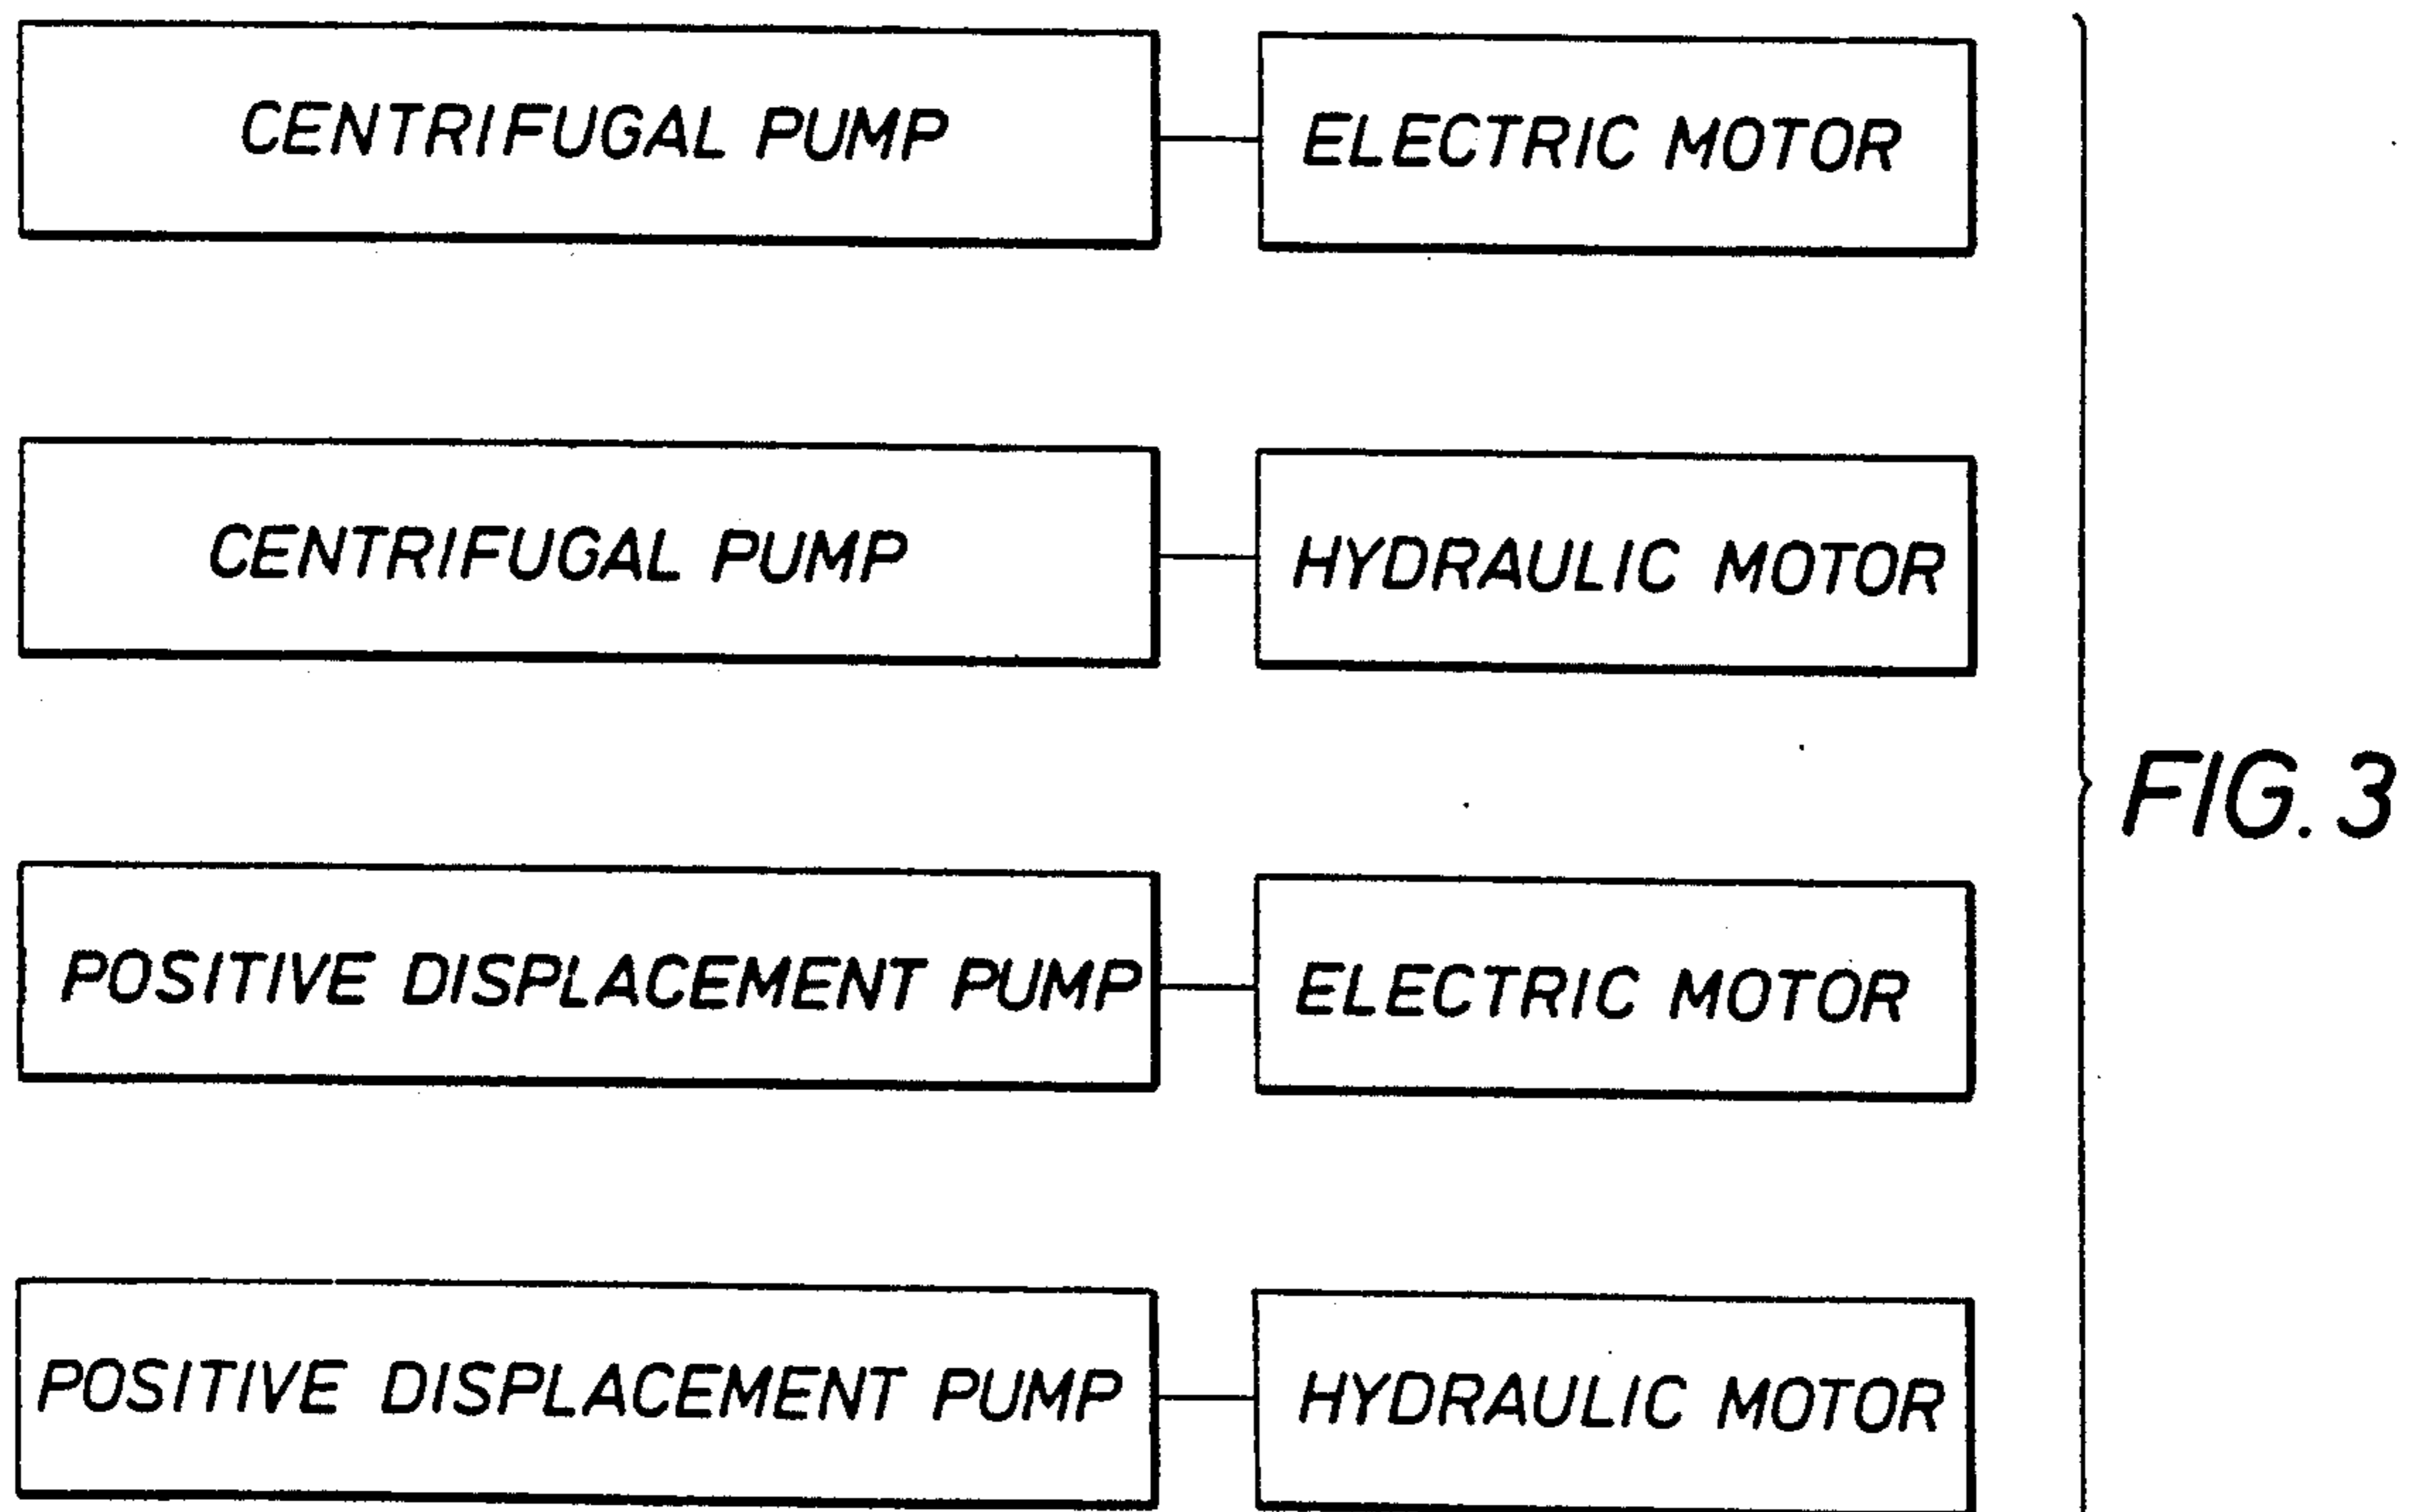 CENTRIFUGAL PUMP
ELECTRIC MOTOR
CENTRIFUGAL PUMP
HYDRAULIC MOTOR
FIG. 3
POSITIVE DISPLACEMENT PUMP
ELECTRIC MOTOR
POSITIVE DISPLACEMENT PUMP
HYDRAULIC MOTOR